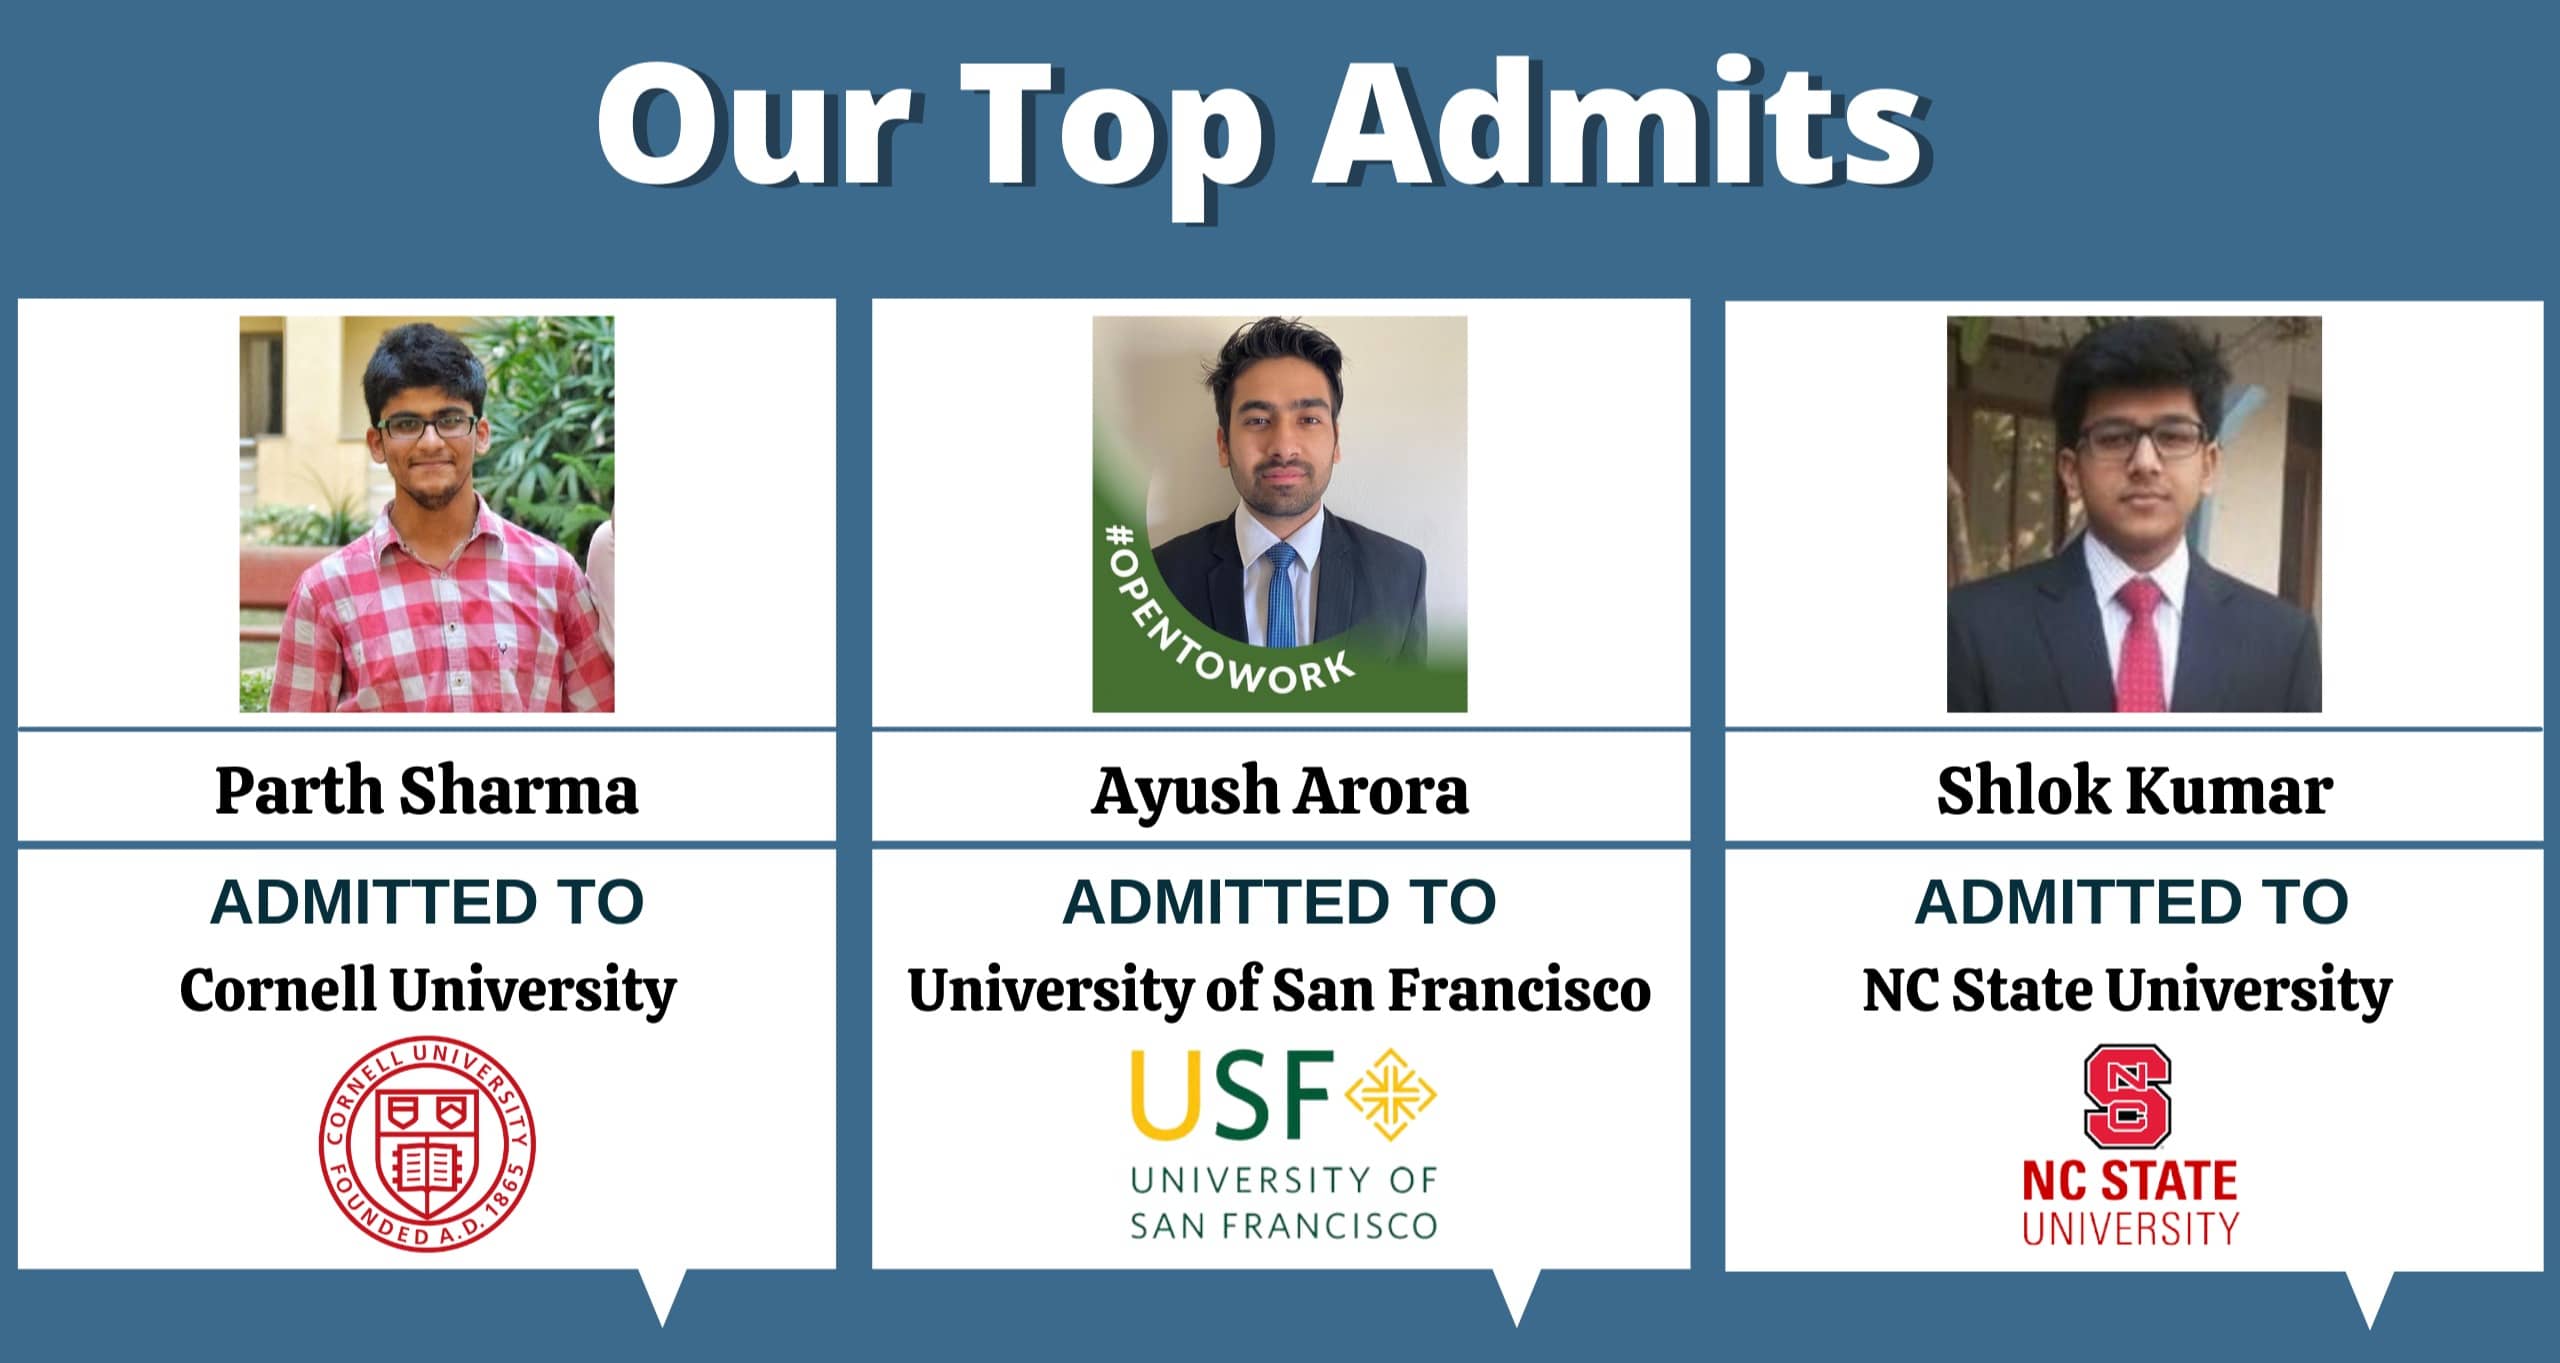 Our Top Admits
#OPENTOWORK
Parth Sharma
Ayush Arora
Shlok Kumar
ADMITTED TO
Cornell University
CORNELL UNIVERSITY
FOUNDED A.D. 1865
ADMITTED TO
University of San Francisco
USF
UNIVERSITY OF
SAN FRANCISCO
ADMITTED TO
NC State University
NCS
NC STATE
UNIVERSITY